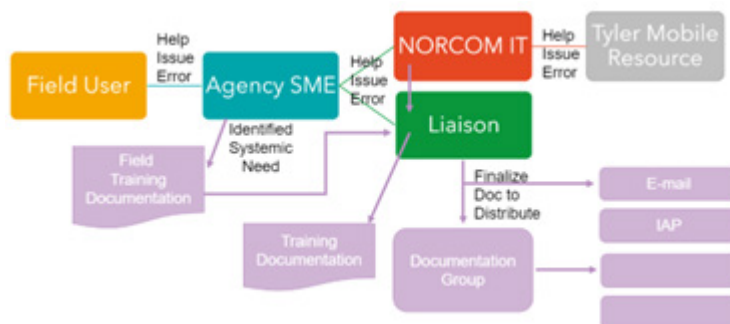 Help
Issue
Error
Field User
Agency SME
Help
Issue
Error
NORCOM IT
Help
Issue
Error
Tyler Mobile
Resource
Liaison
Identified
Systemic
Need
Field
Training
Documentation
Training
Documentation
Finalize
Doc to
Distribute
Documentation
Group
E-mail
IAP